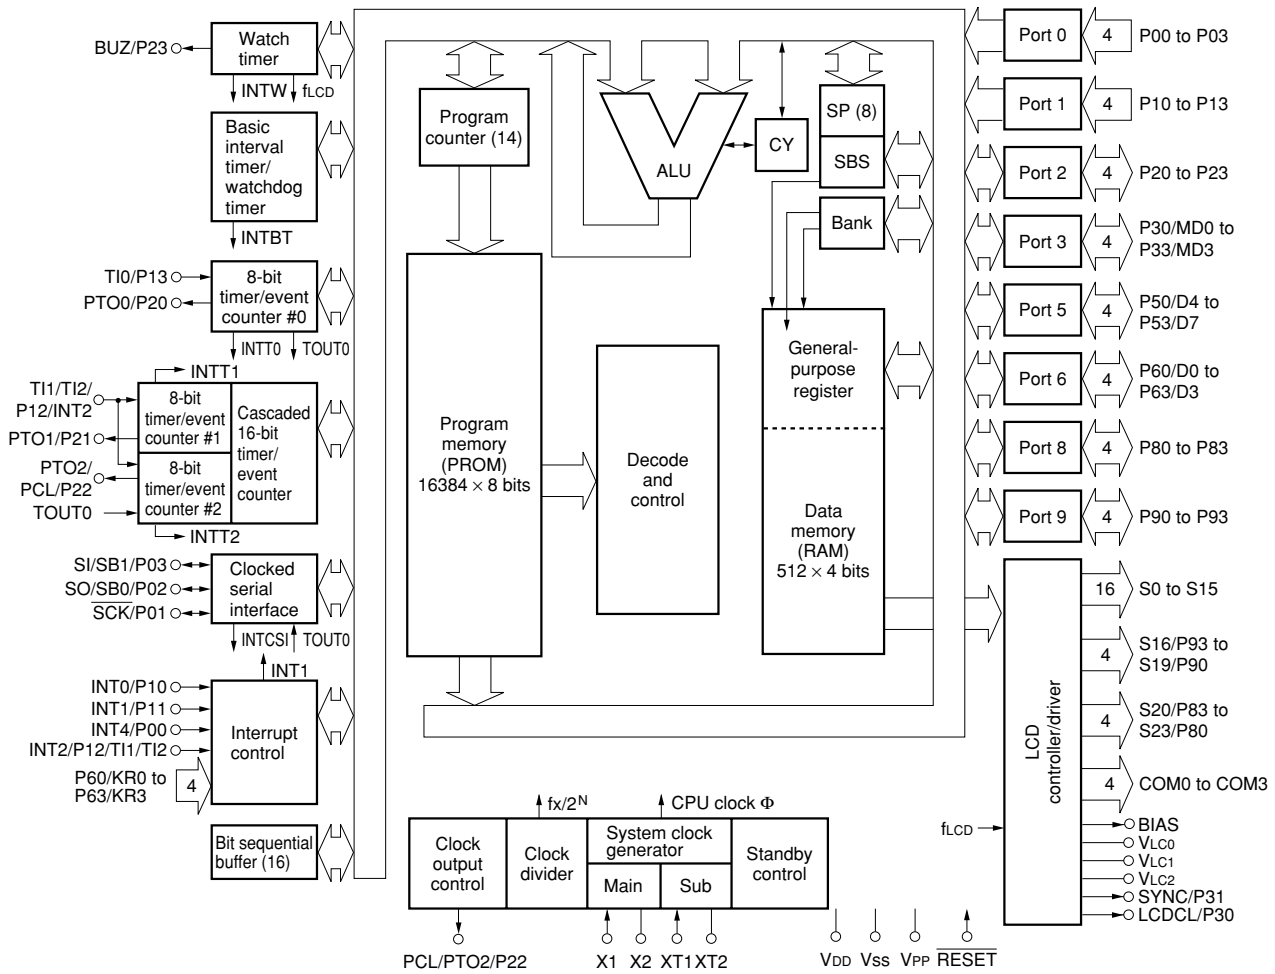 BUZ/P23
Watch
timer
INTW
fLCD
Basic
interval
timer/
watchdog
timer
INTBT
TI0/P13
PTO0/P20
8-bit
timer/event
counter #0
INTT0
TOUT0
INTT1
TI1/TI2/
P12/INT2
PTO1/P21
PTO2/
PCL/P22
TOUT0
8-bit
timer/event
counter #1
8-bit
timer/event
counter #2
Cascaded
16-bit
timer/
event
counter
INTT2
SI/SB1/P03
SO/SB0/P02
SCK/P01
Clocked
serial
interface
INTCSI
TOUT0
INT1
INT0/P10
INT1/P11
INT4/P00
INT2/P12/TI1/TI2
P60/KR0 to
P63/KR3
4
Interrupt
control
Bit sequential
buffer (16)
Program
counter (14)
ALU
CY
SP (8)
SBS
Bank
Program
memory
(PROM)
16384 × 8 bits
Decode
and
control
General-
purpose
register
Data
memory
(RAM)
512 × 4 bits
fx/2N
CPU clock Φ
Clock
output
control
Clock
divider
System clock
generator
Main
Sub
Standby
control
PCL/PTO2/P22
X1
X2
XT1
XT2
VDD
VSS
VPP
RESET
Port 0
4
P00 to P03
Port 1
4
P10 to P13
Port 2
4
P20 to P23
Port 3
4
P30/MD0 to
P33/MD3
Port 5
4
P50/D4 to
P53/D7
Port 6
4
P60/D0 to
P63/D3
Port 8
4
P80 to P83
Port 9
4
P90 to P93
LCD
controller/driver
fLCD
16
S0 to S15
4
S16/P93 to
S19/P90
4
S20/P83 to
S23/P80
4
COM0 to COM3
BIAS
VLC0
VLC1
VLC2
SYNC/P31
LCDCL/P30